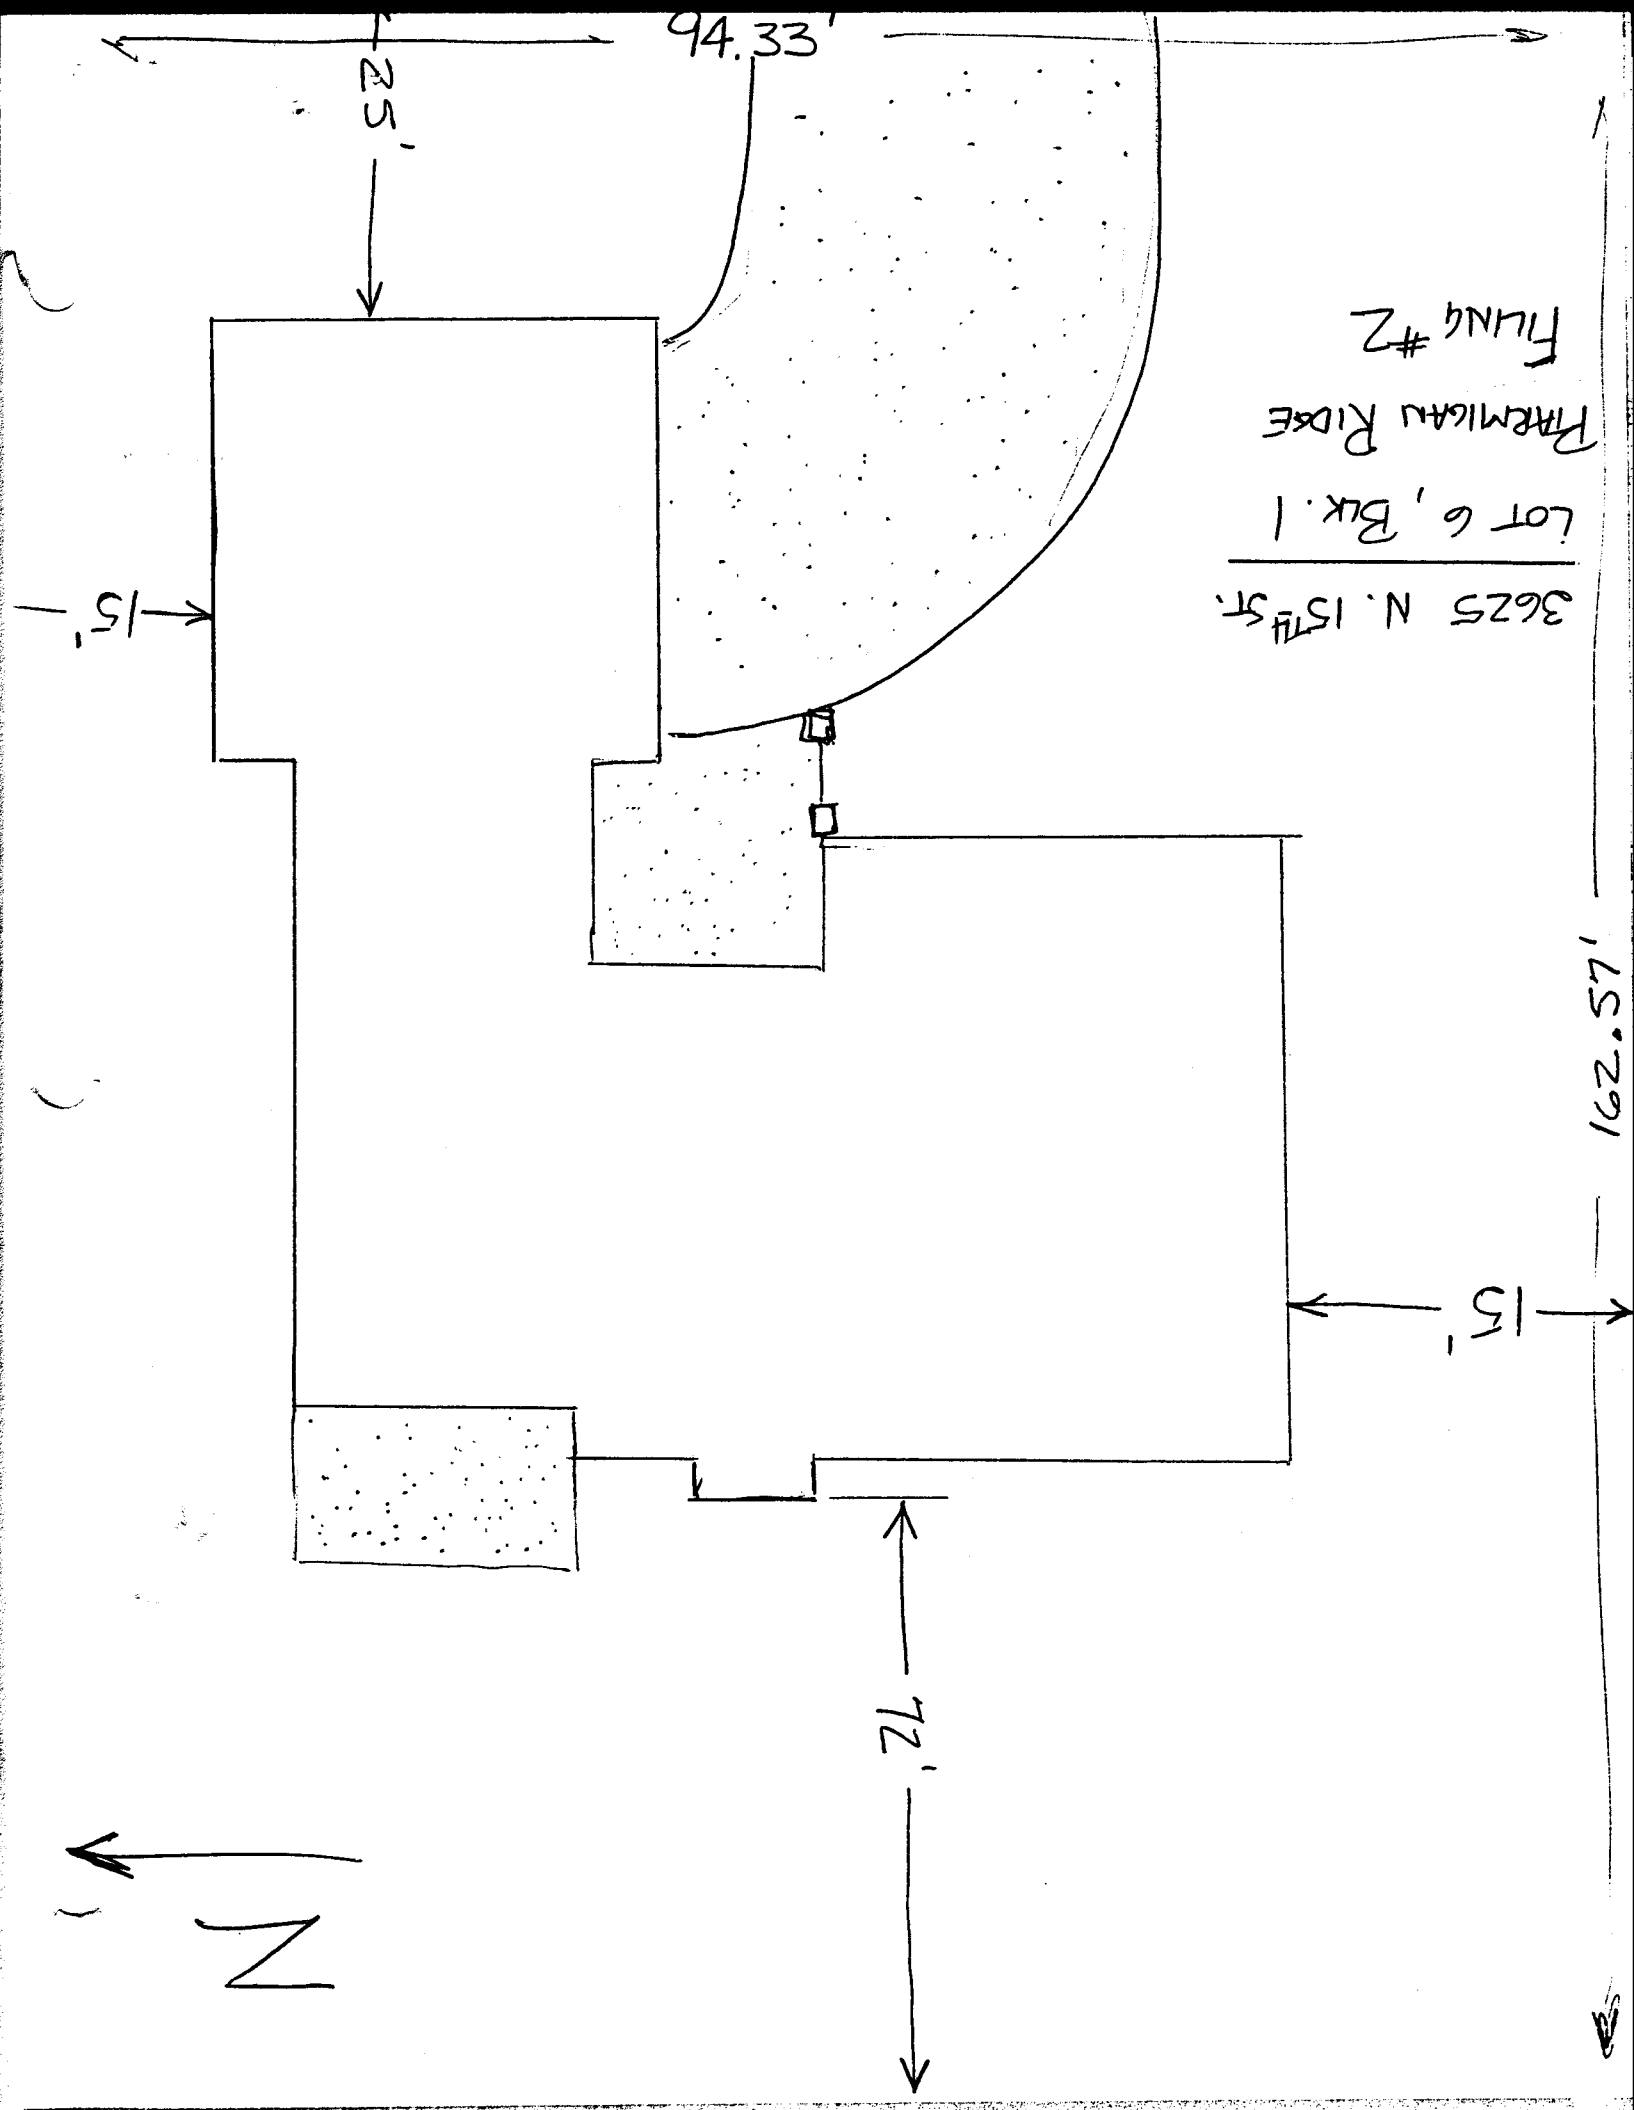 94.33'
25'
3625 N. 15TH ST.
LOT 6, BLK. 1
PTARMIGAN RIDGE
FILING #2
15'
162.57'
15'
72'
N